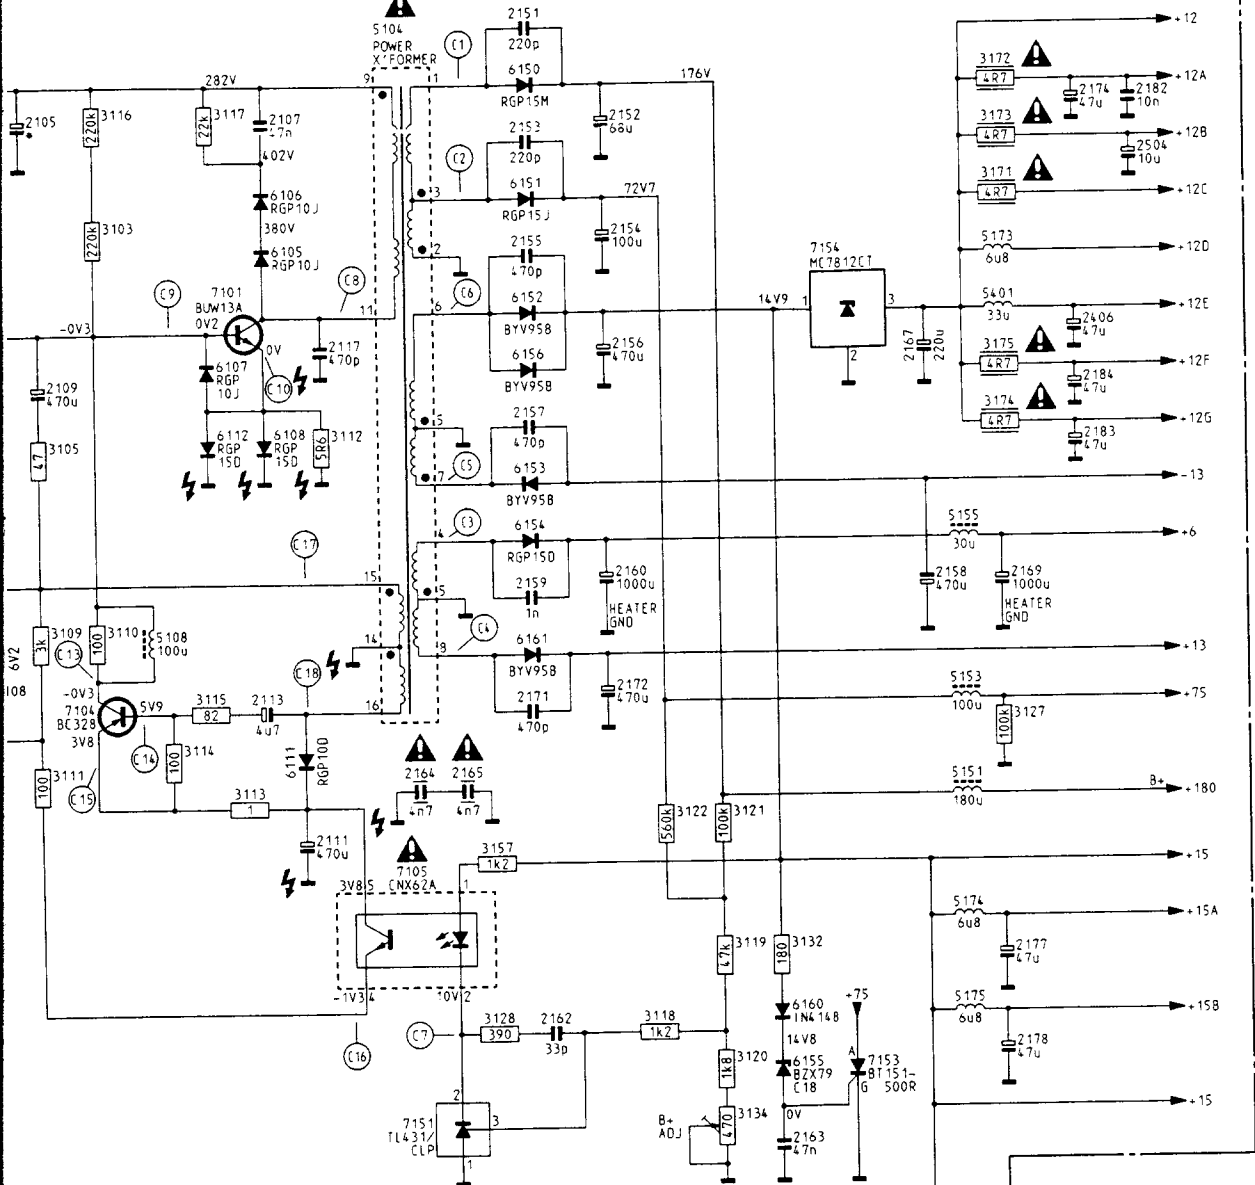 5104
POWER
X'FORMER
C1
2151
220p
6150
RGP15M
176V
+12
3172
4R7
2174
47u
2182
10n
+12A
282V
9
1
2105
*
3116
220k
3117
22k
2107
47n
402V
2152
68u
2153
220p
C2
3173
4R7
+12B
2504
10u
6106
RGP10J
380V
6105
RGP10J
3
6151
RGP15J
72V7
3171
4R7
+12C
3103
220k
2154
100u
2
2155
470p
5173
6u8
+12D
7154
MC7812CT
C9
7101
BUW13A
0V2
C8
11
C6
6
6152
BYV95B
14V9
1
3
2
5401
33u
+12E
-0V3
0V
2117
470p
6156
BYV95B
2156
470u
2167
220u
2406
47u
3175
4R7
+12F
6107
RGP
10J
C10
2109
470u
2184
47u
3174
4R7
+12G
2157
470p
5
2183
47u
3105
47
6112
RGP
15D
6108
RGP
15D
3112
5R6
C5
7
6153
BYV95B
-13
C3
4
6154
RGP15D
5155
30u
+6
C17
15
2159
1n
2160
1000u
HEATER
GND
2158
470u
2169
1000u
HEATER
GND
5
3109
3k
3110
100
5108
100u
C13
6V2
108
14
C4
8
6161
BYV95B
+13
C18
2171
470p
2172
470u
5153
100u
+75
3127
100k
-0V3
7104
BC328
3V8
5V9
3115
82
2113
4u7
16
C14
3114
100
6111
RGP10D
3111
100
C15
3113
1
2164
4n7
2165
4n7
5151
180u
B+
+180
2111
470u
3122
560k
3121
100k
7105
CNX62A
3157
1k2
+15
3V8
5
1
5174
6u8
+15A
2177
47u
3119
47k
3132
180
-1V3
4
10V
2
5175
6u8
+15B
2178
47u
C16
C7
3128
390
2162
33p
3118
1k2
6160
1N4148
+75
14V8
3120
1k8
6155
BZX79
C18
A
7153
BT151-
500R
G
7151
TL431/
CLP
2
3
1
B+
ADJ
3134
470
0V
2163
47n
+15